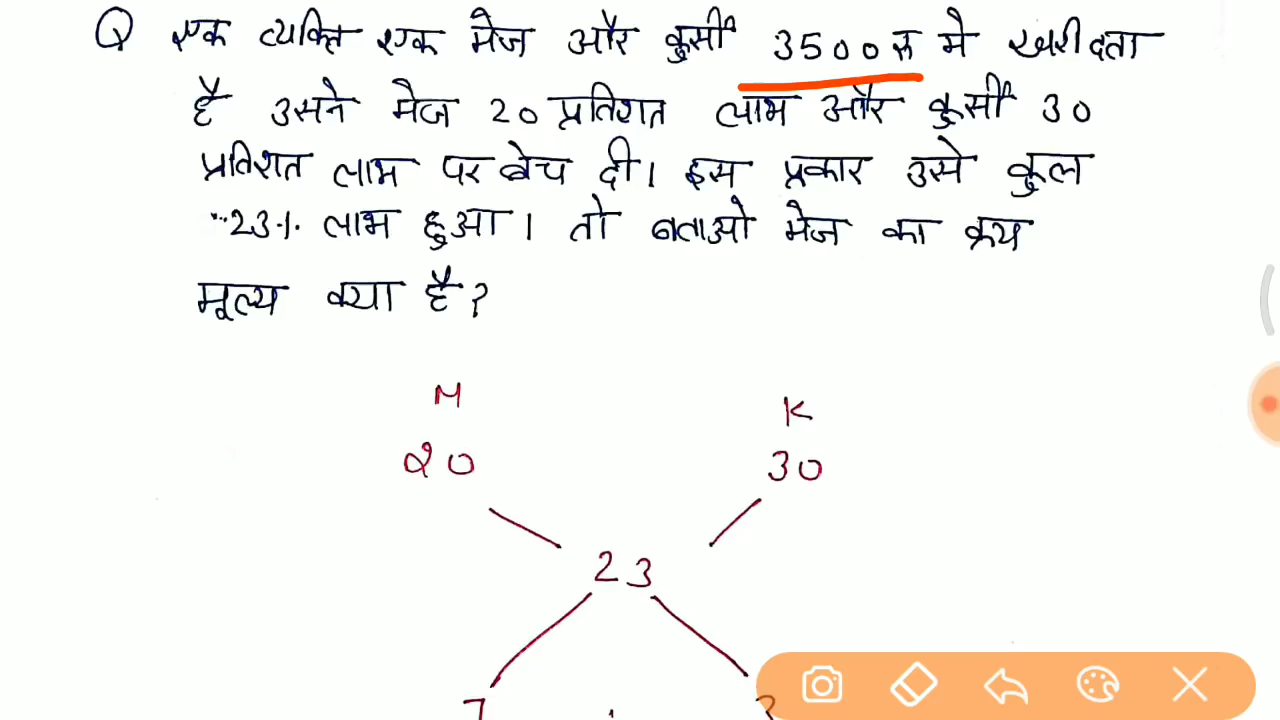 Q एक व्यक्ति एक मेज और कुर्सी 3500 रु मे खरीदता
है उसने मेज 20 प्रतिशत लाभ और कुर्सी 30
प्रतिशत लाभ पर बेच दी। इस प्रकार उसे कुल
23% लाभ हुआ। तो बताओ मेज का क्रय
मूल्य क्या है?
M K
20 30
23
7